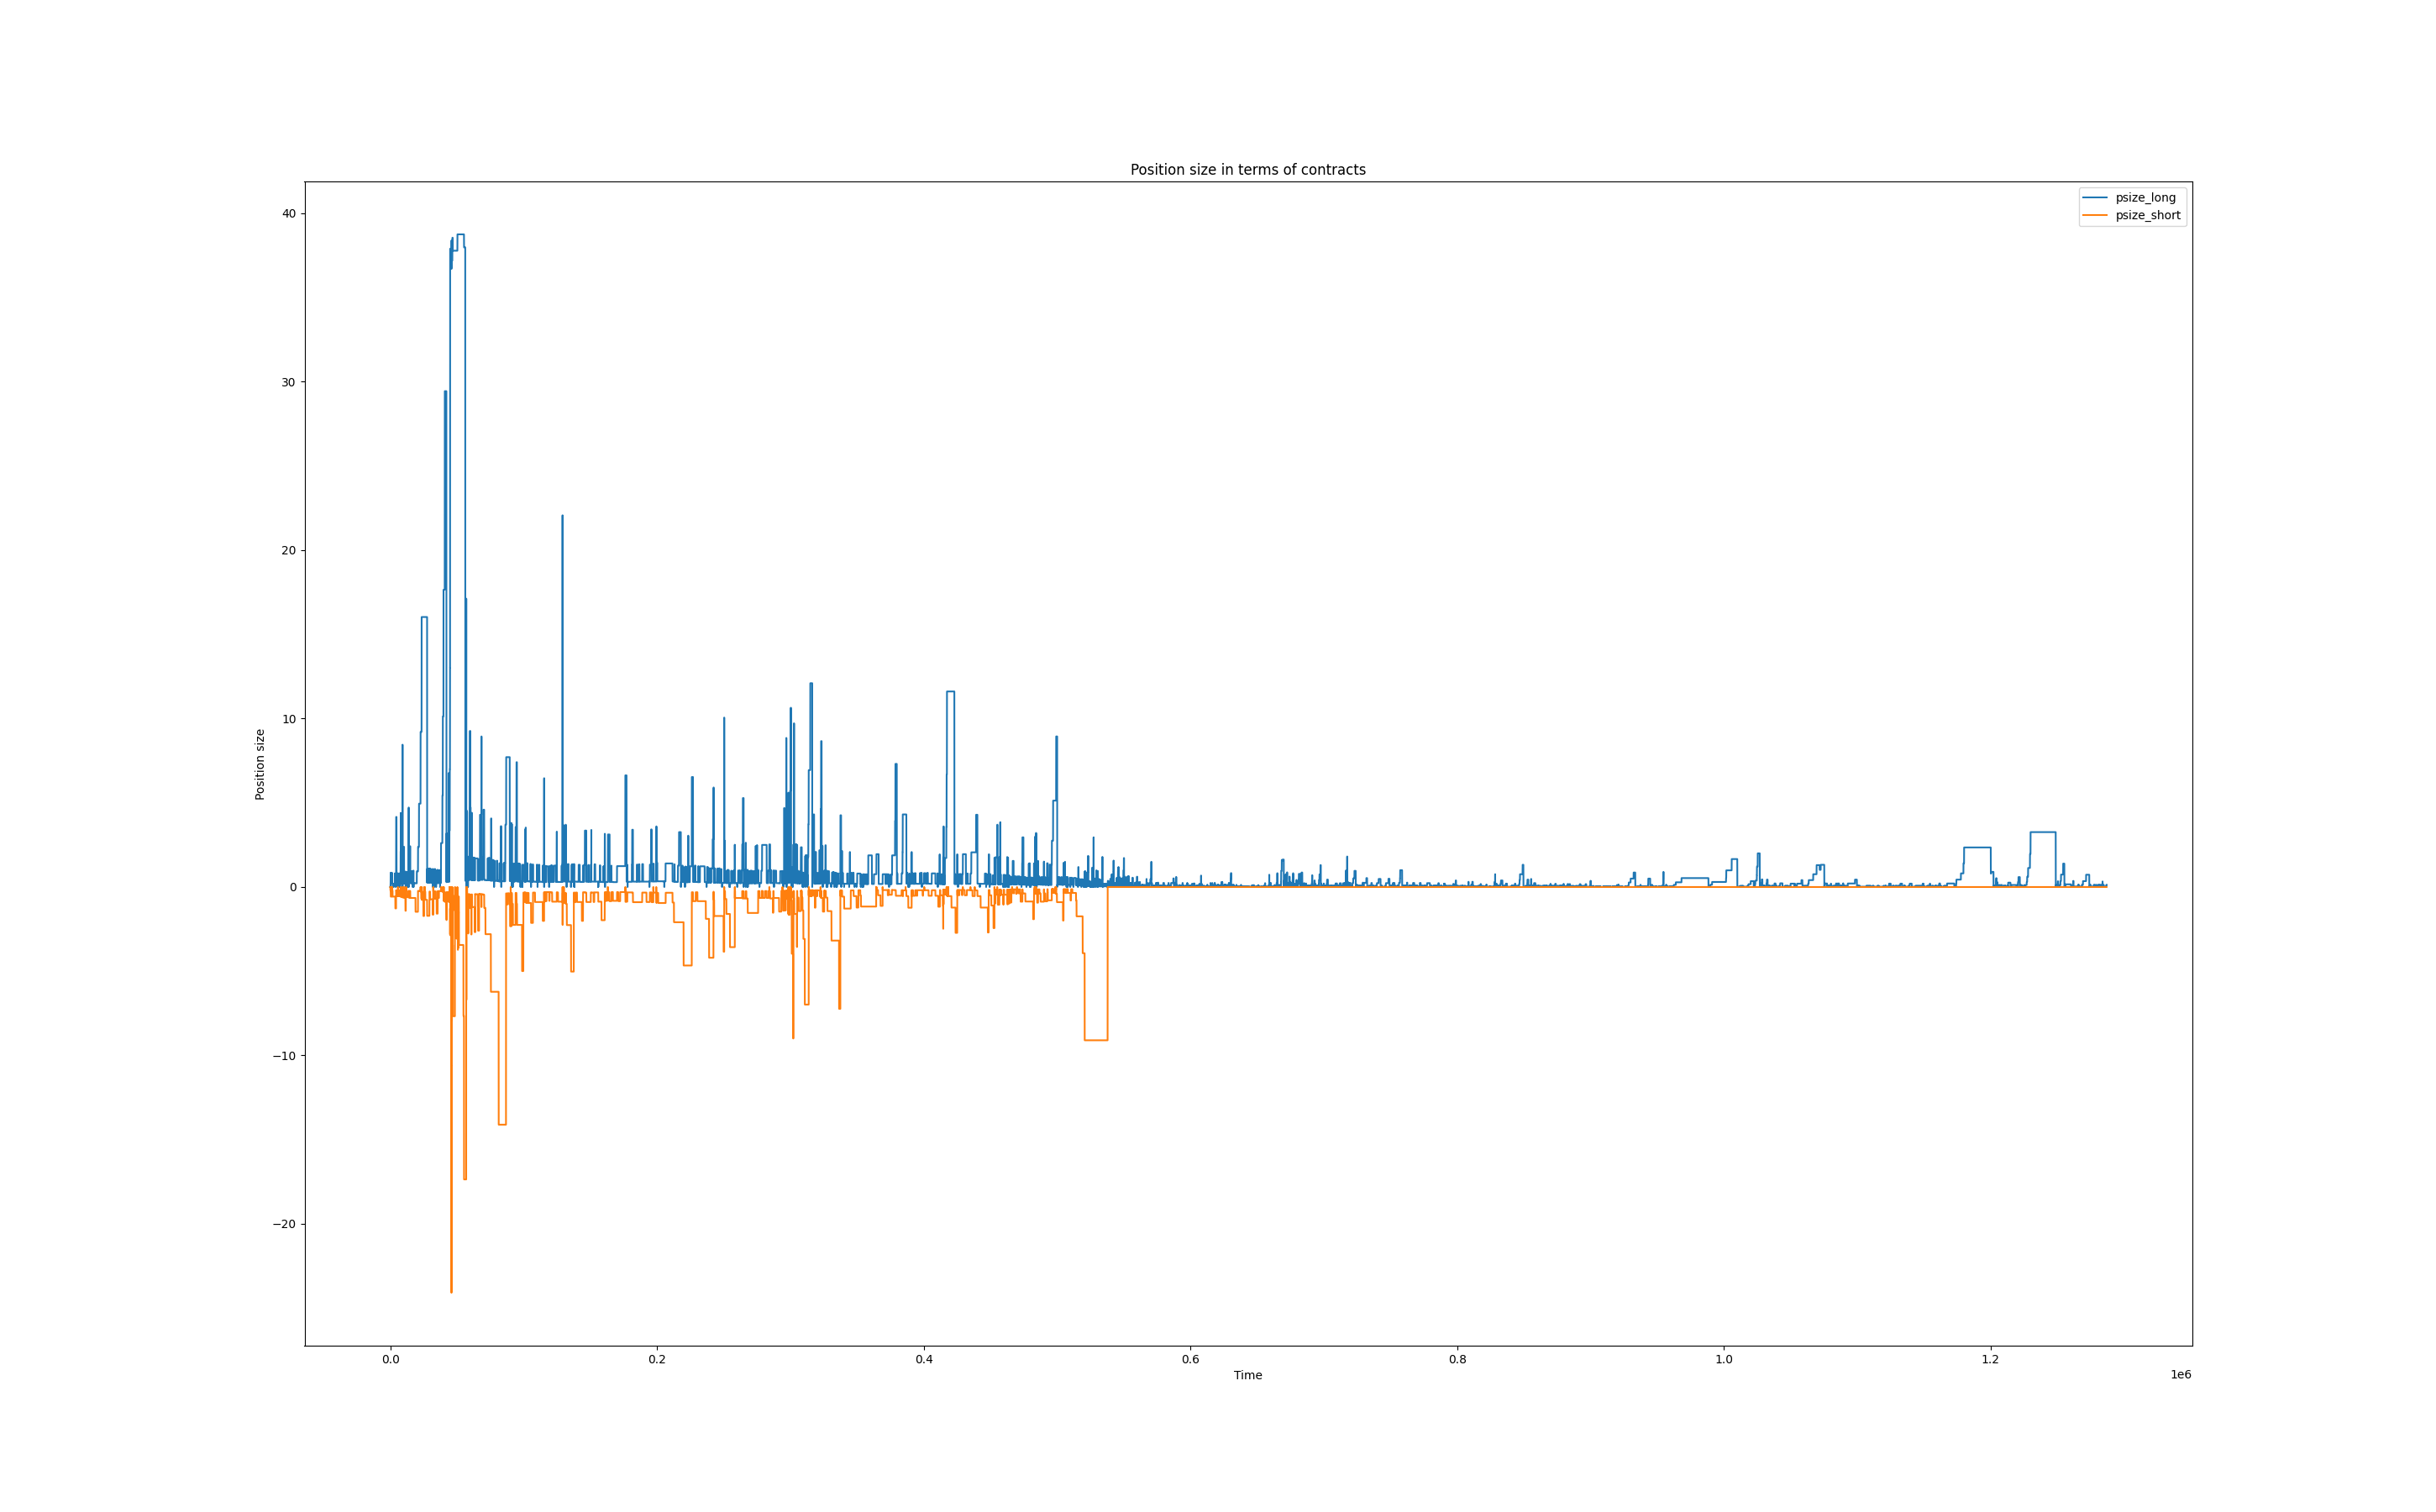 Position size in terms of contracts
psize_long
psize_short
40
30
20
10
0
−10
−20
Position size
0.0 0.2 0.4 0.6 0.8 1.0 1.2
1e6
Time